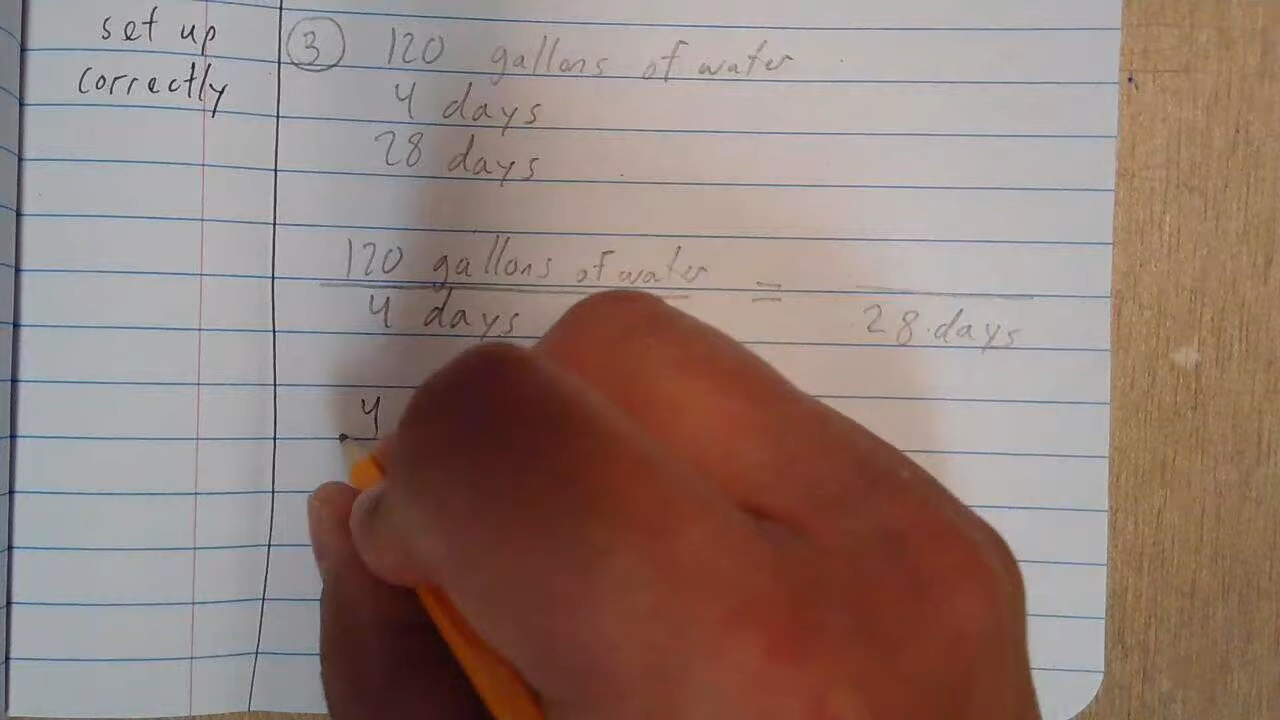 set up
correctly
3 120 gallons of water
4 days
28 days
120 gallons of water =
4 days 28 days
4